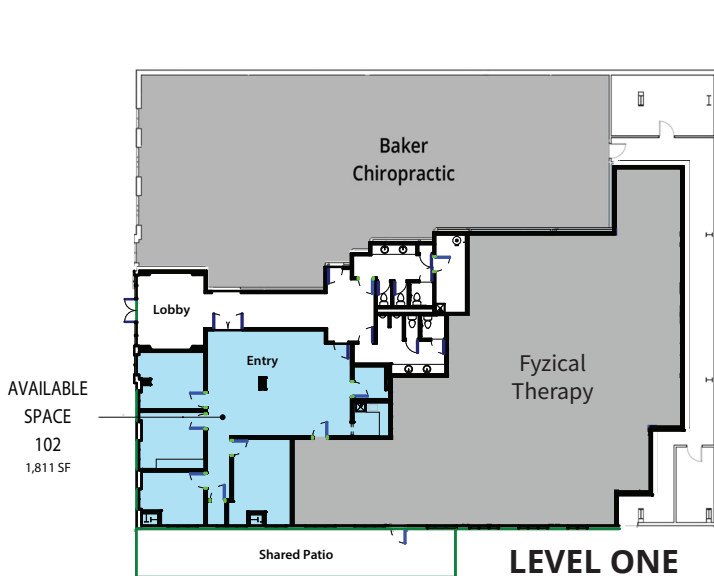 Baker
Chiropractic
Lobby
Entry
AVAILABLE
SPACE
102
1,811 SF
Fyzical
Therapy
Shared Patio
LEVEL ONE